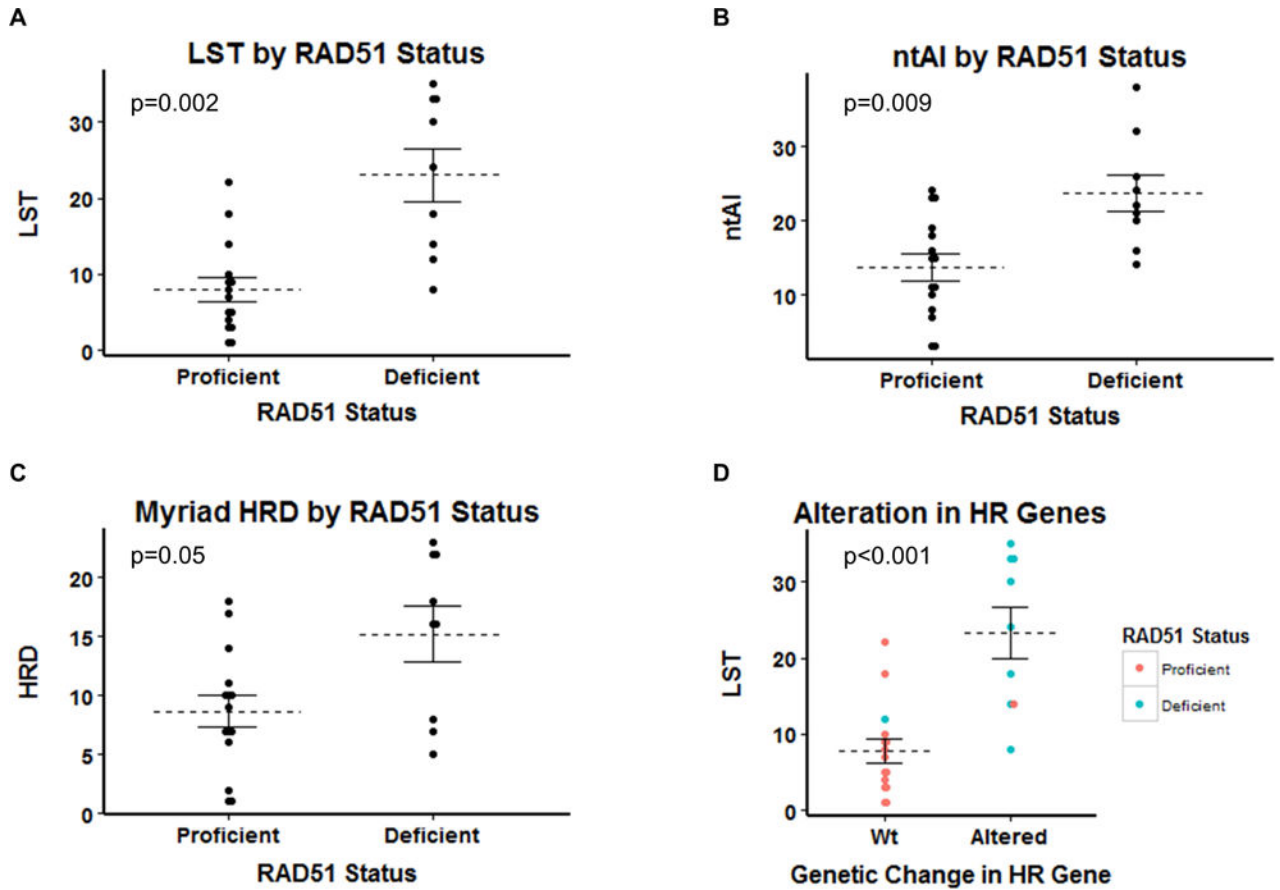 A
LST by RAD51 Status
p=0.002
30
20
10
0
LST
Proficient
Deficient
RAD51 Status
B
ntAI by RAD51 Status
p=0.009
30
20
10
ntAI
Proficient
Deficient
RAD51 Status
C
Myriad HRD by RAD51 Status
p=0.05
20
15
10
5
0
HRD
Proficient
Deficient
RAD51 Status
D
Alteration in HR Genes
p<0.001
30
20
10
0
LST
Wt
Altered
Genetic Change in HR Gene
RAD51 Status
Proficient
Deficient